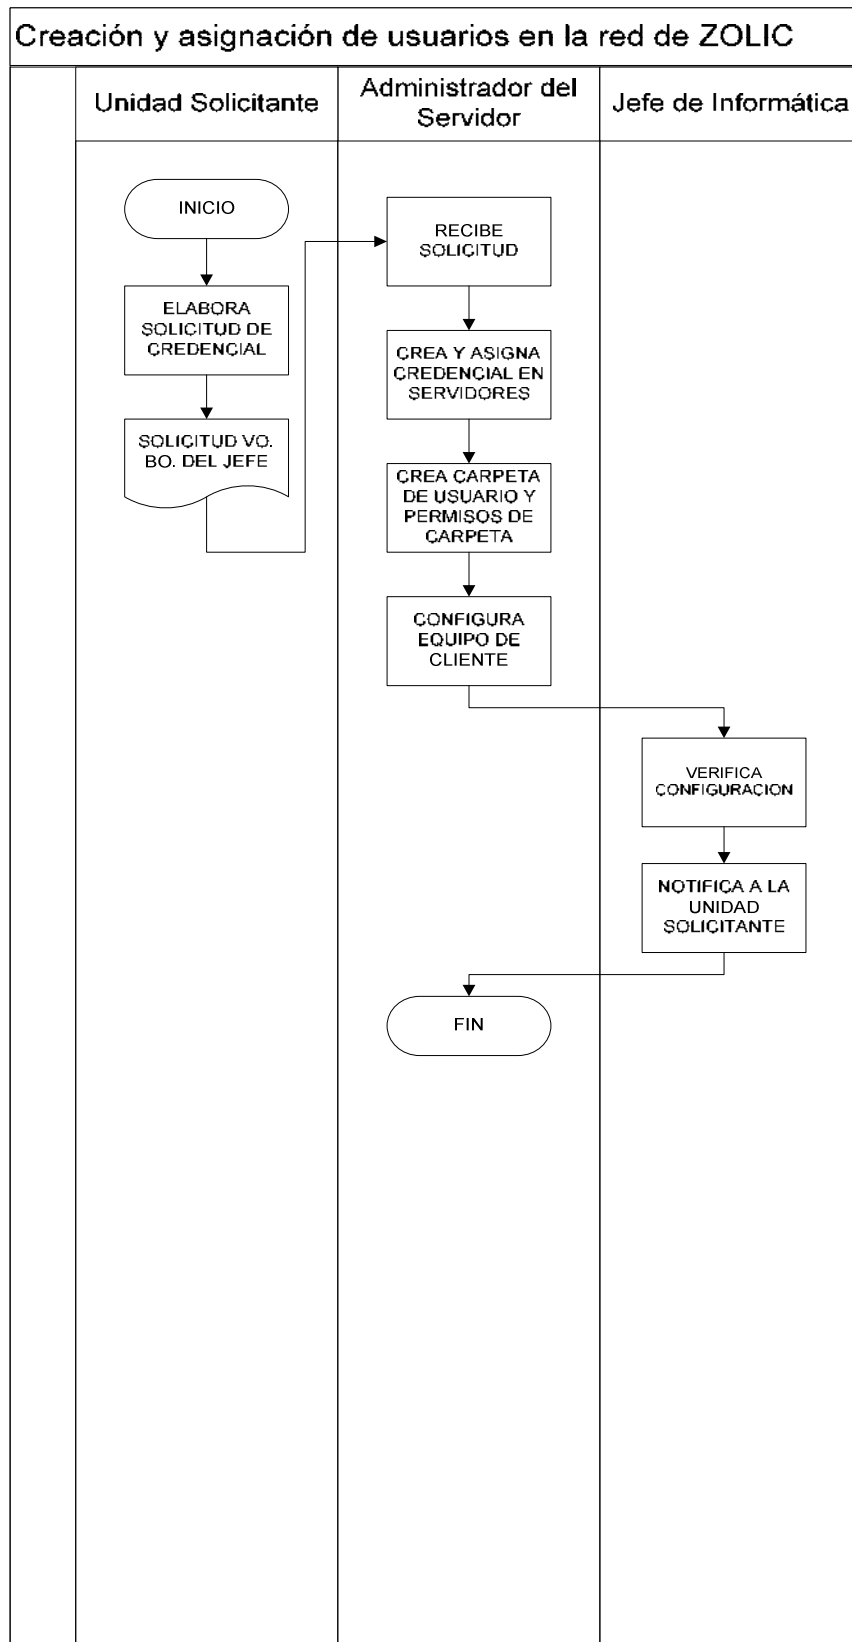 Creación y asignación de usuarios en la red de ZOLIC
Unidad Solicitante
Administrador del
Servidor
Jefe de Informática
INICIO
ELABORA
SOLICITUD DE
CREDENCIAL
SOLICITUD VO.
BO. DEL JEFE
RECIBE
SOLICITUD
CREA Y ASIGNA
CREDENCIAL EN
SERVIDORES
CREA CARPETA
DE USUARIO Y
PERMISOS DE
CARPETA
CONFIGURA
EQUIPO DE
CLIENTE
VERIFICA
CONFIGURACION
NOTIFICA A LA
UNIDAD
SOLICITANTE
FIN